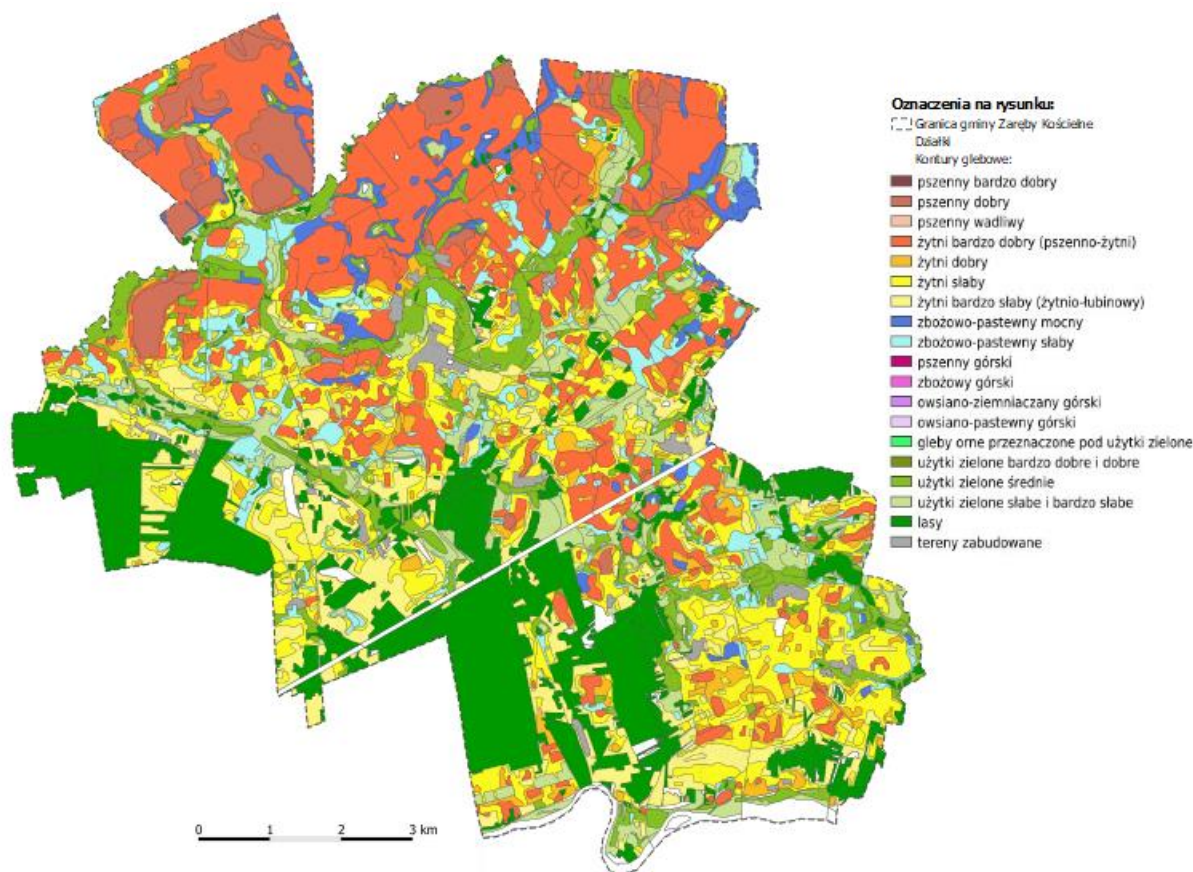 Oznaczenia na rysunku:
Granica gminy Zaręby Kościelne
Działki
Kontury glebowe:
pszenny bardzo dobry
pszenny dobry
pszenny wadliwy
żytni bardzo dobry (pszenno-żytni)
żytni dobry
żytni słaby
żytni bardzo słaby (żytnio-łubinowy)
zbożowo-pastewny mocny
zbożowo-pastewny słaby
pszenny górski
zbożowy górski
owsiano-ziemniaczany górski
owsiano-pastewny górski
gleby orne przeznaczone pod użytki zielone
użytki zielone bardzo dobre i dobre
użytki zielone średnie
użytki zielone słabe i bardzo słabe
lasy
tereny zabudowane
0 1 2 3 km